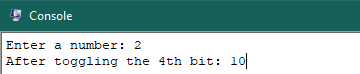 Console
Enter a number: 2
After toggling the 4th bit: 10